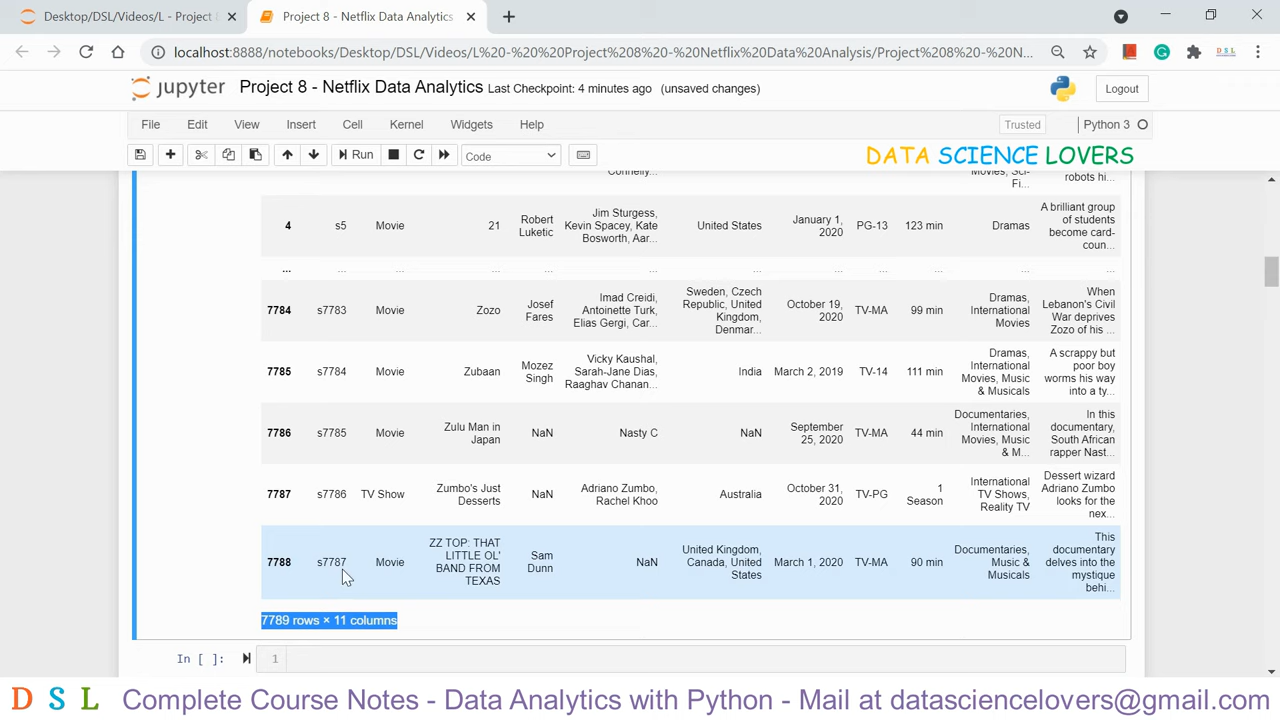 Desktop/DSL/Videos/L - Project
Project 8 - Netflix Data Analytics
localhost:8888/notebooks/Desktop/DSL/Videos/L%20-%20%20Project%208%20-%20Netflix%20Data%20Analysis/Project%208%20-%20N...
jupyter Project 8 - Netflix Data Analytics Last Checkpoint: 4 minutes ago (unsaved changes) Logout
File Edit View Insert Cell Kernel Widgets Help Trusted Python 3
Run Code DATA SCIENCE LOVERS
Connelly... Movies, Sci-Fi... robots hi...
4 s5 Movie 21 Robert Luketic Jim Sturgess, Kevin Spacey, Kate Bosworth, Aar... United States January 1, 2020 PG-13 123 min Dramas A brilliant group of students become card-coun...
... ... ... ... ... ... ... ... ... ... ... ...
7784 s7783 Movie Zozo Josef Fares Imad Creidi, Antoinette Turk, Elias Gergi, Car... Sweden, Czech Republic, United Kingdom, Denmar... October 19, 2020 TV-MA 99 min Dramas, International Movies When Lebanon's Civil War deprives Zozo of his ...
7785 s7784 Movie Zubaan Mozez Singh Vicky Kaushal, Sarah-Jane Dias, Raaghav Chanan... India March 2, 2019 TV-14 111 min Dramas, International Movies, Music & Musicals A scrappy but poor boy worms his way into a ty...
7786 s7785 Movie Zulu Man in Japan NaN Nasty C NaN September 25, 2020 TV-MA 44 min Documentaries, International Movies, Music & M... In this documentary, South African rapper Nast...
7787 s7786 TV Show Zumbo's Just Desserts NaN Adriano Zumbo, Rachel Khoo Australia October 31, 2020 TV-PG 1 Season International TV Shows, Reality TV Dessert wizard Adriano Zumbo looks for the nex...
7788 s7787 Movie ZZ TOP: THAT LITTLE OL' BAND FROM TEXAS Sam Dunn NaN United Kingdom, Canada, United States March 1, 2020 TV-MA 90 min Documentaries, Music & Musicals This documentary delves into the mystique behi...
7789 rows × 11 columns
In [ ]: 1
D S L Complete Course Notes - Data Analytics with Python - Mail at datasciencelovers@gmail.com